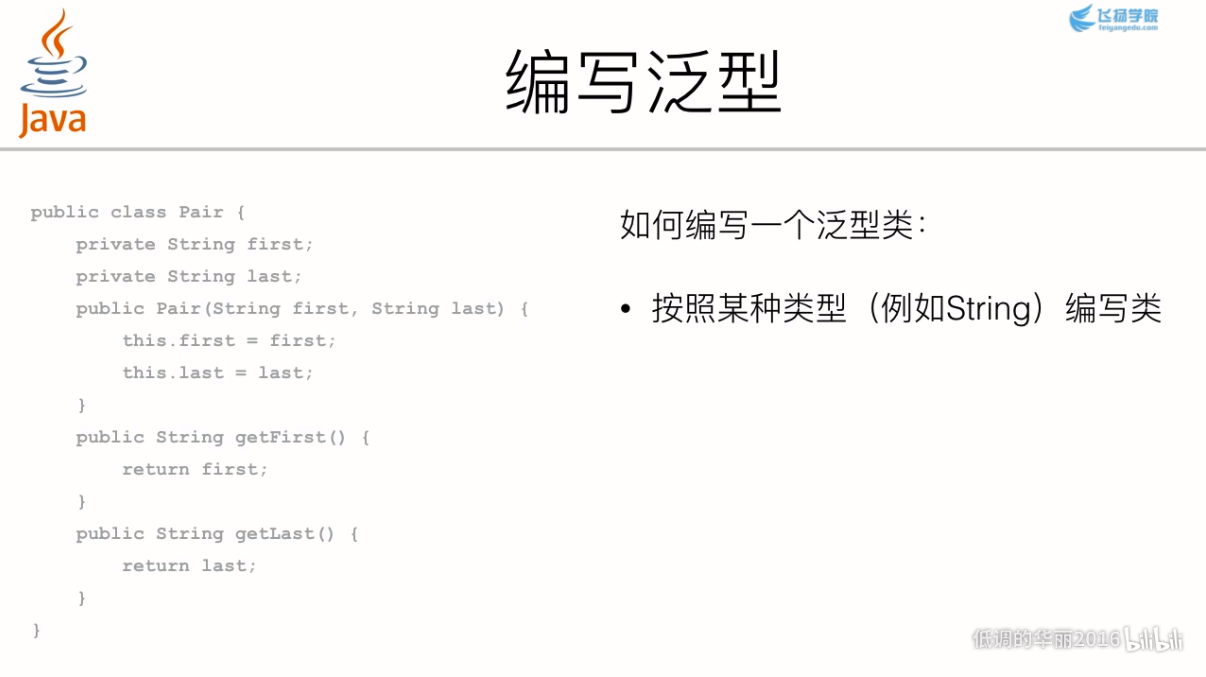 Java
飞扬学院
feiyangedu.com
编写泛型
public class Pair {
    private String first;
    private String last;
    public Pair(String first, String last) {
        this.first = first;
        this.last = last;
    }
    public String getFirst() {
        return first;
    }
    public String getLast() {
        return last;
    }
}
如何编写一个泛型类：
• 按照某种类型（例如String）编写类
低调的华丽2016 bilibili